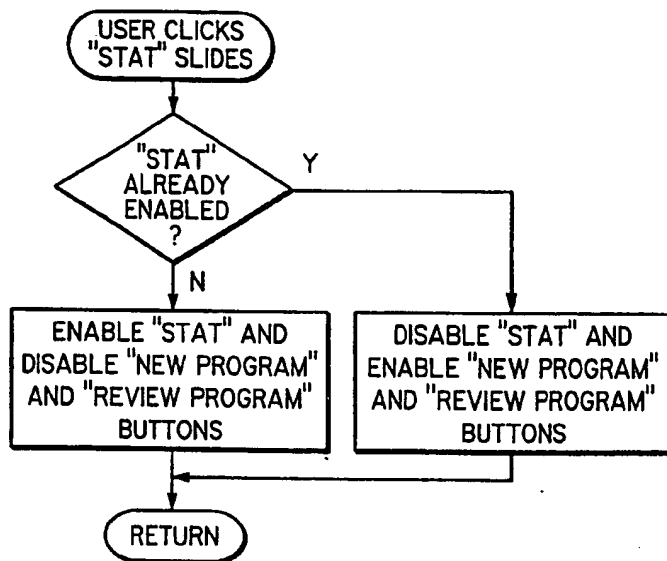 USER CLICKS
"STAT" SLIDES
"STAT"
ALREADY
ENABLED
?
Y
N
ENABLE "STAT" AND
DISABLE "NEW PROGRAM"
AND "REVIEW PROGRAM"
BUTTONS
DISABLE "STAT" AND
ENABLE "NEW PROGRAM"
AND "REVIEW PROGRAM"
BUTTONS
RETURN